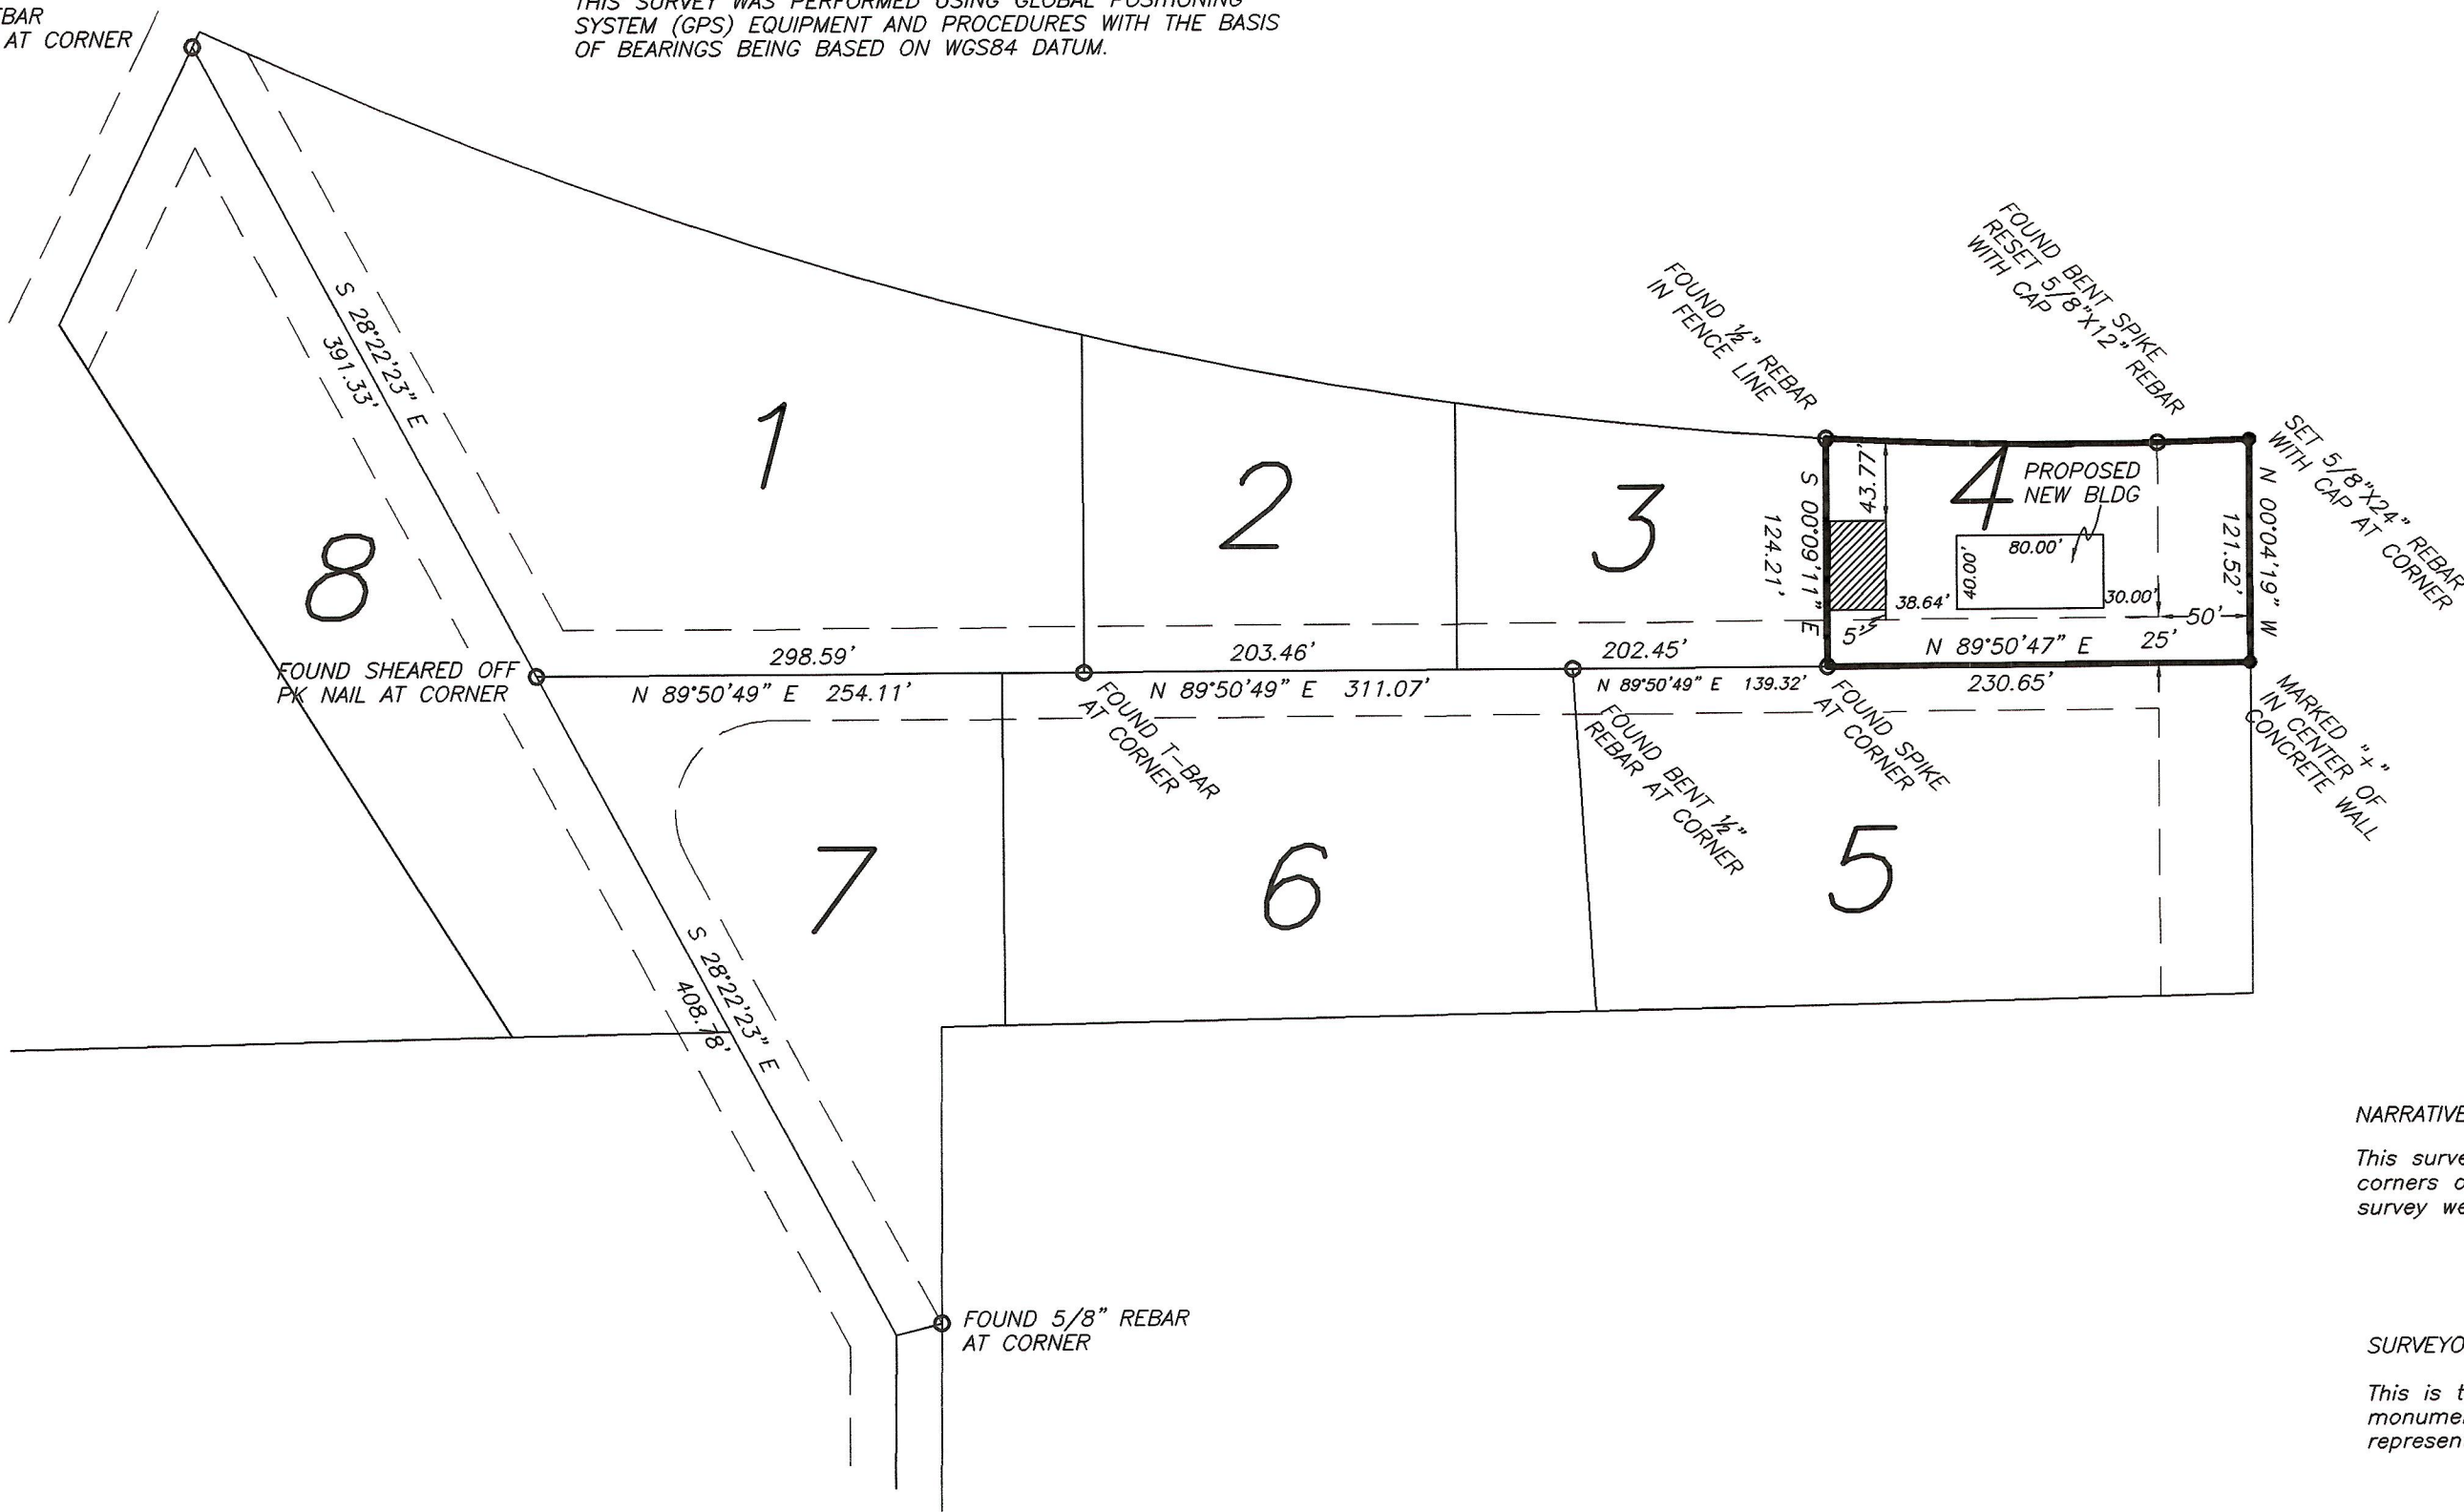 AT CORNER
THIS SURVEY WAS PERFORMED USING GLOBAL POSITIONING
SYSTEM (GPS) EQUIPMENT AND PROCEDURES WITH THE BASIS
OF BEARINGS BEING BASED ON WGS84 DATUM.
S 28°22'23" E
391.33'
1
2
3
4
8
FOUND ½" REBAR
IN FENCE LINE
FOUND BENT SPIKE
RESET 5/8"X12" REBAR
WITH CAP
SET 5/8"X24" REBAR
WITH CAP AT CORNER
S 00°09'11" E
124.21'
43.77'
PROPOSED
NEW BLDG
80.00'
40.00'
38.64'
30.00'
50'
5'
25'
N 00°04'19" W
121.52'
N 89°50'47" E
230.65'
298.59'
203.46'
202.45'
FOUND SHEARED OFF
PK NAIL AT CORNER
N 89°50'49" E 254.11'
N 89°50'49" E 311.07'
N 89°50'49" E 139.32'
FOUND T-BAR
AT CORNER
FOUND BENT ½"
REBAR AT CORNER
FOUND SPIKE
AT CORNER
MARKED "+"
IN CENTER OF
CONCRETE WALL
7
6
5
S 28°22'23" E
408.78'
FOUND 5/8" REBAR
AT CORNER
NARRATIVE
This surve
corners o
survey we
SURVEYO
This is t
monume
represen